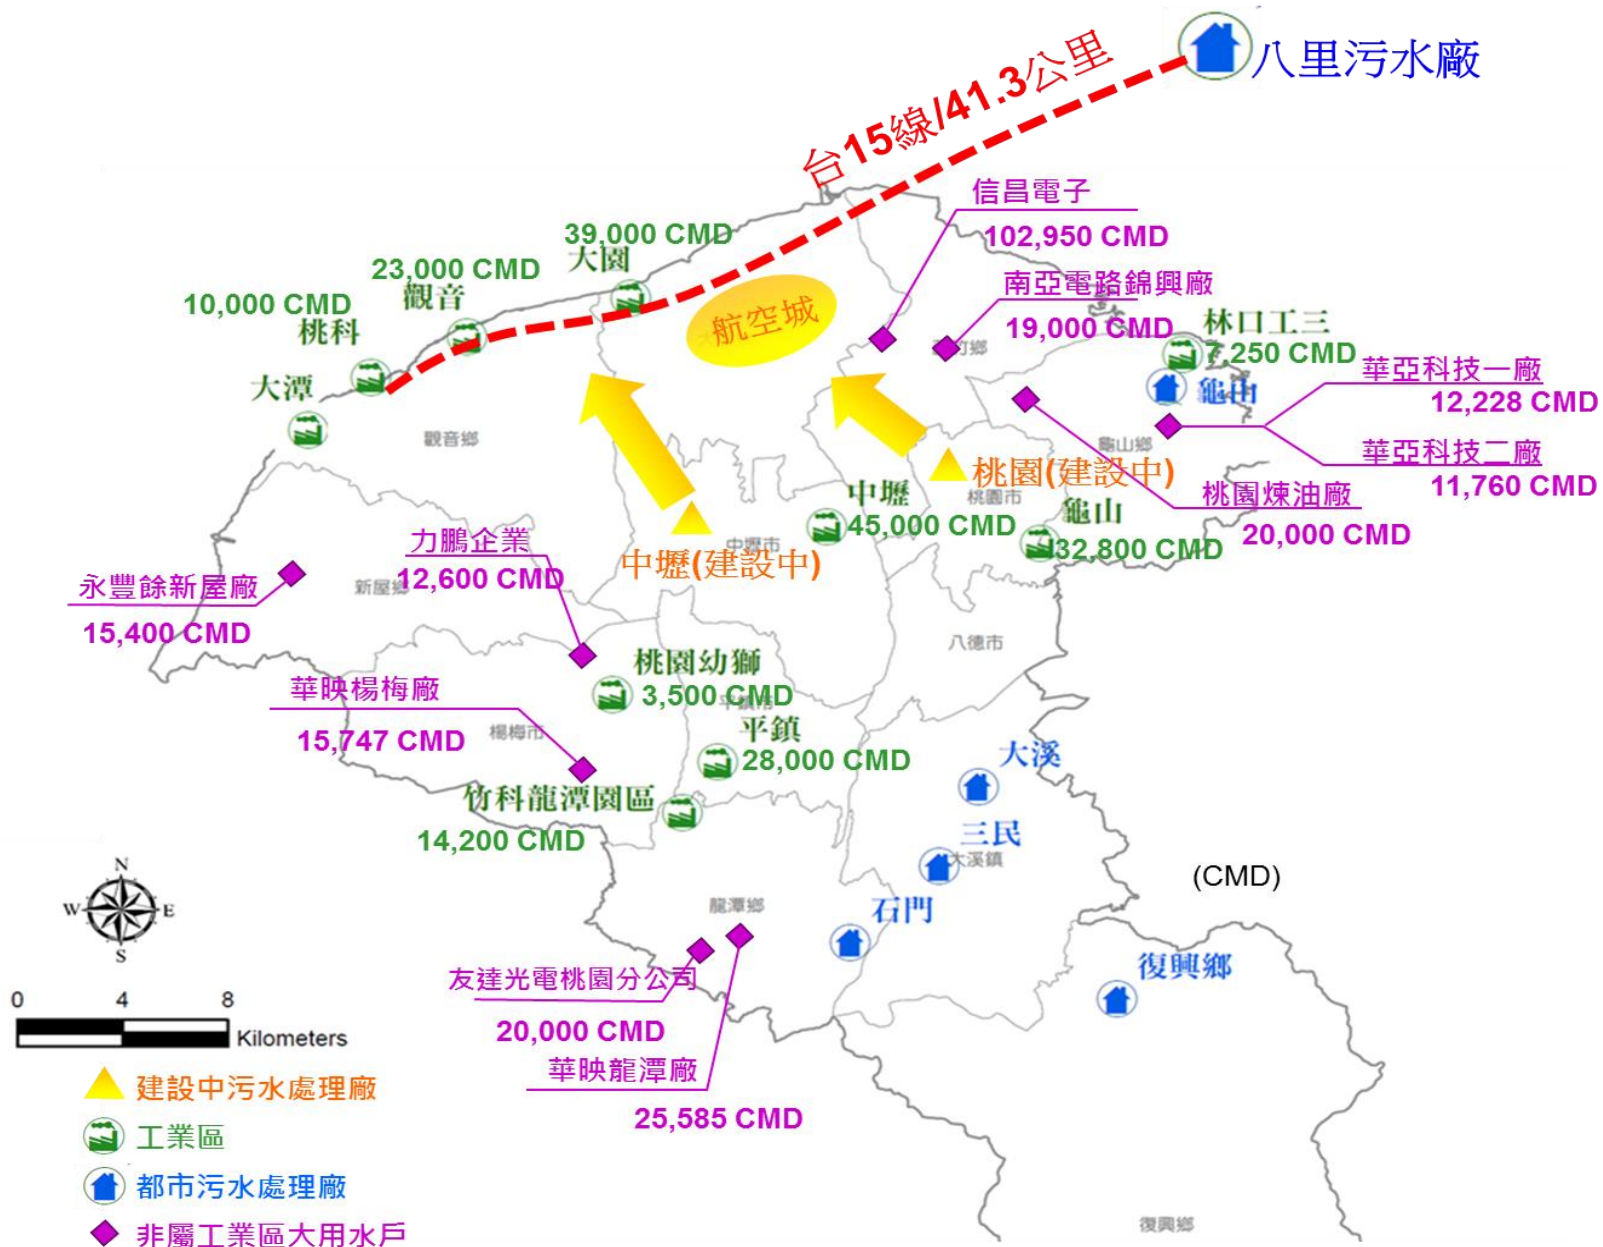 八里污水廠
台15線/41.3公里
信昌電子
102,950 CMD
39,000 CMD
大園
23,000 CMD
觀音
南亞電路錦興廠
19,000 CMD
10,000 CMD
桃科
航空城
林口工三
7,250 CMD
華亞科技一廠
12,228 CMD
大潭
龜山
觀音鄉
龜山鄉
華亞科技二廠
11,760 CMD
桃園(建設中)
桃園市
桃園煉油廠
20,000 CMD
中壢
45,000 CMD
龜山
32,800 CMD
中壢市
中壢(建設中)
力鵬企業
12,600 CMD
永豐餘新屋廠
15,400 CMD
新屋鄉
八德市
桃園幼獅
3,500 CMD
華映楊梅廠
15,747 CMD
平鎮市
楊梅市
平鎮
28,000 CMD
大溪
竹科龍潭園區
14,200 CMD
三民
大溪鎮
(CMD)
N
W
E
S
龍潭鄉
石門
復興鄉
友達光電桃園分公司
20,000 CMD
華映龍潭廠
25,585 CMD
0 4 8
Kilometers
建設中污水處理廠
工業區
都市污水處理廠
非屬工業區大用水戶
復興鄉